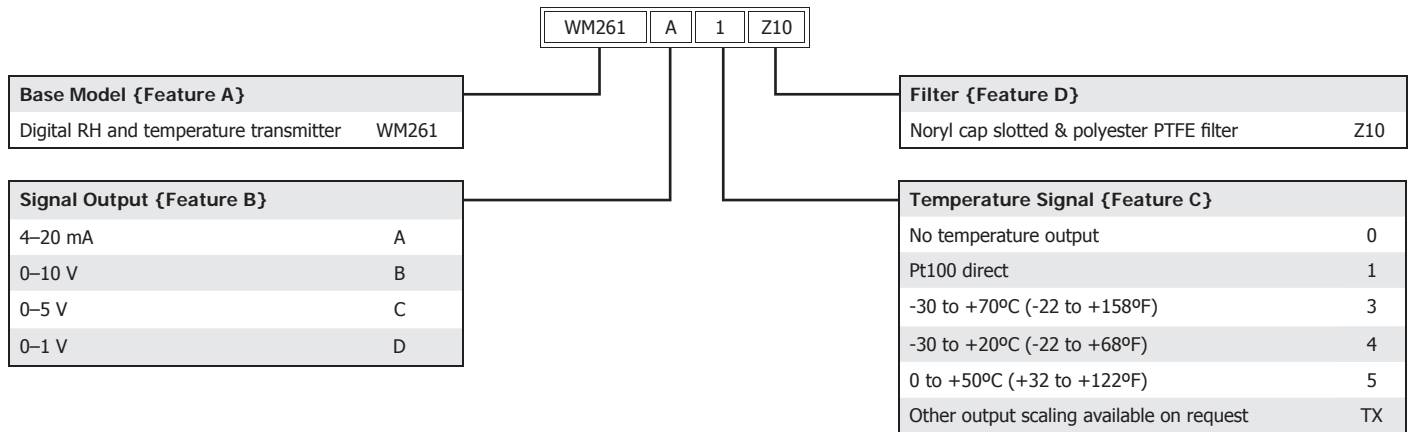 WM261 A 1 Z10
Base Model {Feature A}
Digital RH and temperature transmitter WM261
Signal Output {Feature B}
4–20 mA A
0–10 V B
0–5 V C
0–1 V D
Filter {Feature D}
Noryl cap slotted & polyester PTFE filter Z10
Temperature Signal {Feature C}
No temperature output 0
Pt100 direct 1
-30 to +70ºC (-22 to +158ºF) 3
-30 to +20ºC (-22 to +68ºF) 4
0 to +50ºC (+32 to +122ºF) 5
Other output scaling available on request TX